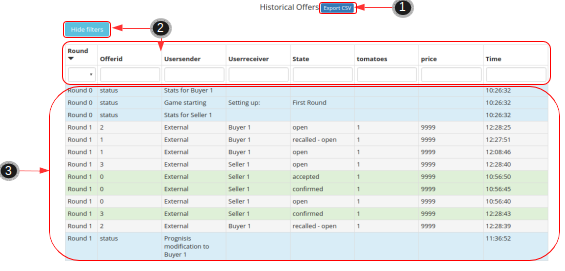 Historical Offers Export CSV 1
Hide filters 2
Round Offerid Usersender Userreceiver State tomatoes price Time
Round 0 status Stats for Buyer 1 10:26:32
Round 0 status Game starting Setting up: First Round 10:26:32
Round 0 status Stats for Seller 1 10:26:32
Round 1 2 External Buyer 1 open 1 9999 12:28:25
Round 1 1 External Buyer 1 recalled - open 1 9999 12:27:51
Round 1 1 External Buyer 1 open 1 9999 12:08:46
Round 1 3 External Seller 1 open 1 9999 12:28:40
3
Round 1 0 External Seller 1 accepted 1 9999 10:56:50
Round 1 0 External Seller 1 confirmed 1 9999 10:56:45
Round 1 0 External Seller 1 open 1 9999 10:56:40
Round 1 3 External Seller 1 confirmed 1 9999 12:28:43
Round 1 2 External Buyer 1 recalled - open 1 9999 12:28:39
Round 1 status Prognisis 11:36:52
modification to
Buyer 1